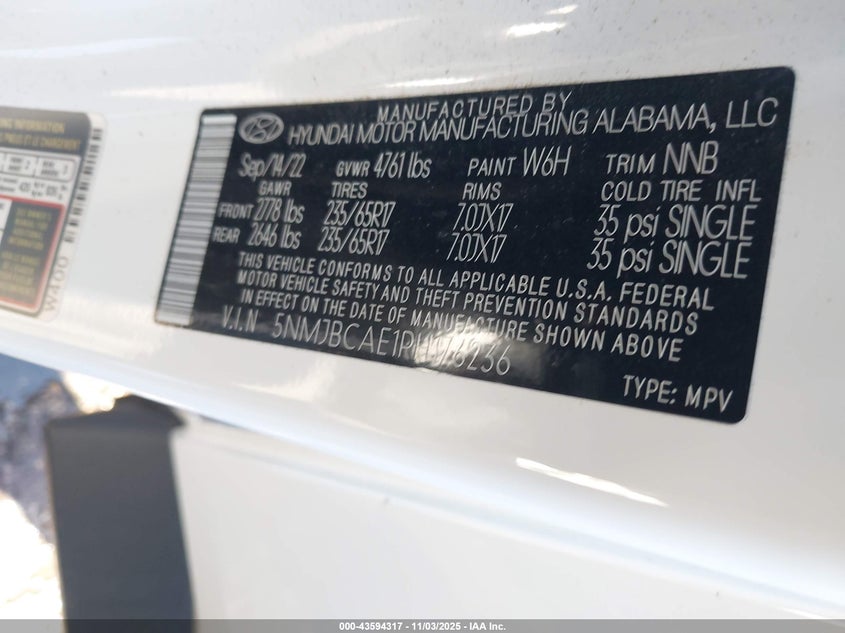 MANUFACTURED BY
HYUNDAI MOTOR MANUFACTURING ALABAMA, LLC
Sep/14/22 GVWR 4761 lbs PAINT W6H TRIM NNB
GAWR TIRES RIMS COLD TIRE INFL
FRONT 2778 lbs 235/65R17 7.0JX17 35 psi SINGLE
REAR 2646 lbs 235/65R17 7.0JX17 35 psi SINGLE
THIS VEHICLE CONFORMS TO ALL APPLICABLE U.S.A. FEDERAL
MOTOR VEHICLE SAFETY AND THEFT PREVENTION STANDARDS
IN EFFECT ON THE DATE OF MANUFACTURE SHOWN ABOVE
V.I.N
TYPE: MPV
W400
000-43594317 | 11/03/2025 — IAA Inc.